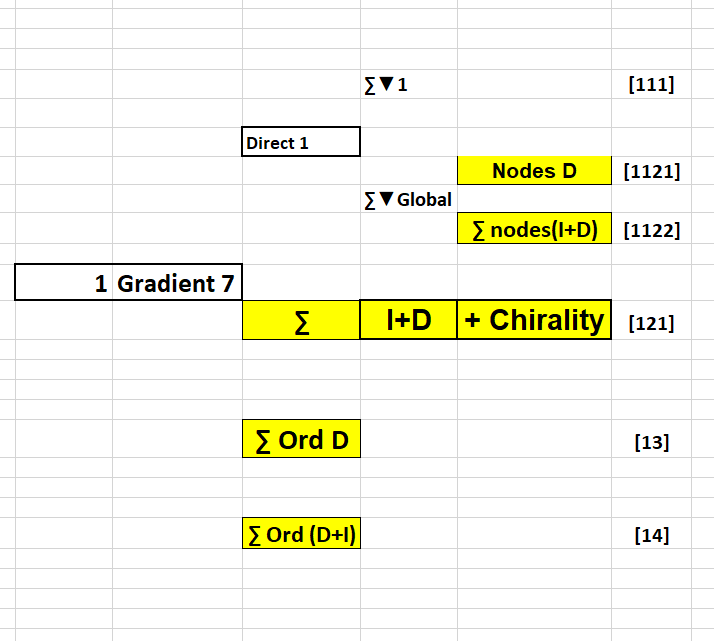 ∑▼1 [111]
Direct 1
Nodes D [1121]
∑▼Global
∑ nodes(I+D) [1122]
1 Gradient 7
∑ I+D + Chirality [121]
∑ Ord D [13]
∑ Ord (D+I) [14]